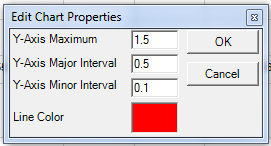 Edit Chart Properties
Y-Axis Maximum 1.5 OK
Y-Axis Major Interval 0.5
Cancel
Y-Axis Minor Interval 0.1
Line Color